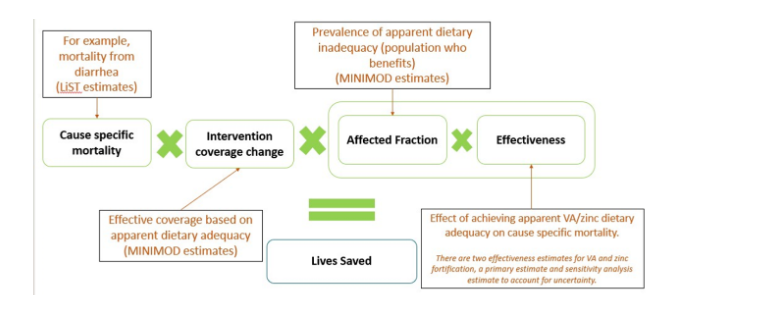 For example,
mortality from
diarrhea
(LiST estimates)
Prevalence of apparent dietary
inadequacy (population who
benefits)
(MINIMOD estimates)
Cause specific
mortality
Intervention
coverage change
Affected Fraction
Effectiveness
Effective coverage based on
apparent dietary adequacy
(MINIMOD estimates)
Lives Saved
Effect of achieving apparent VA/zinc dietary
adequacy on cause specific mortality.
There are two effectiveness estimates for VA and zinc
fortification, a primary estimate and sensitivity analysis
estimate to account for uncertainty.